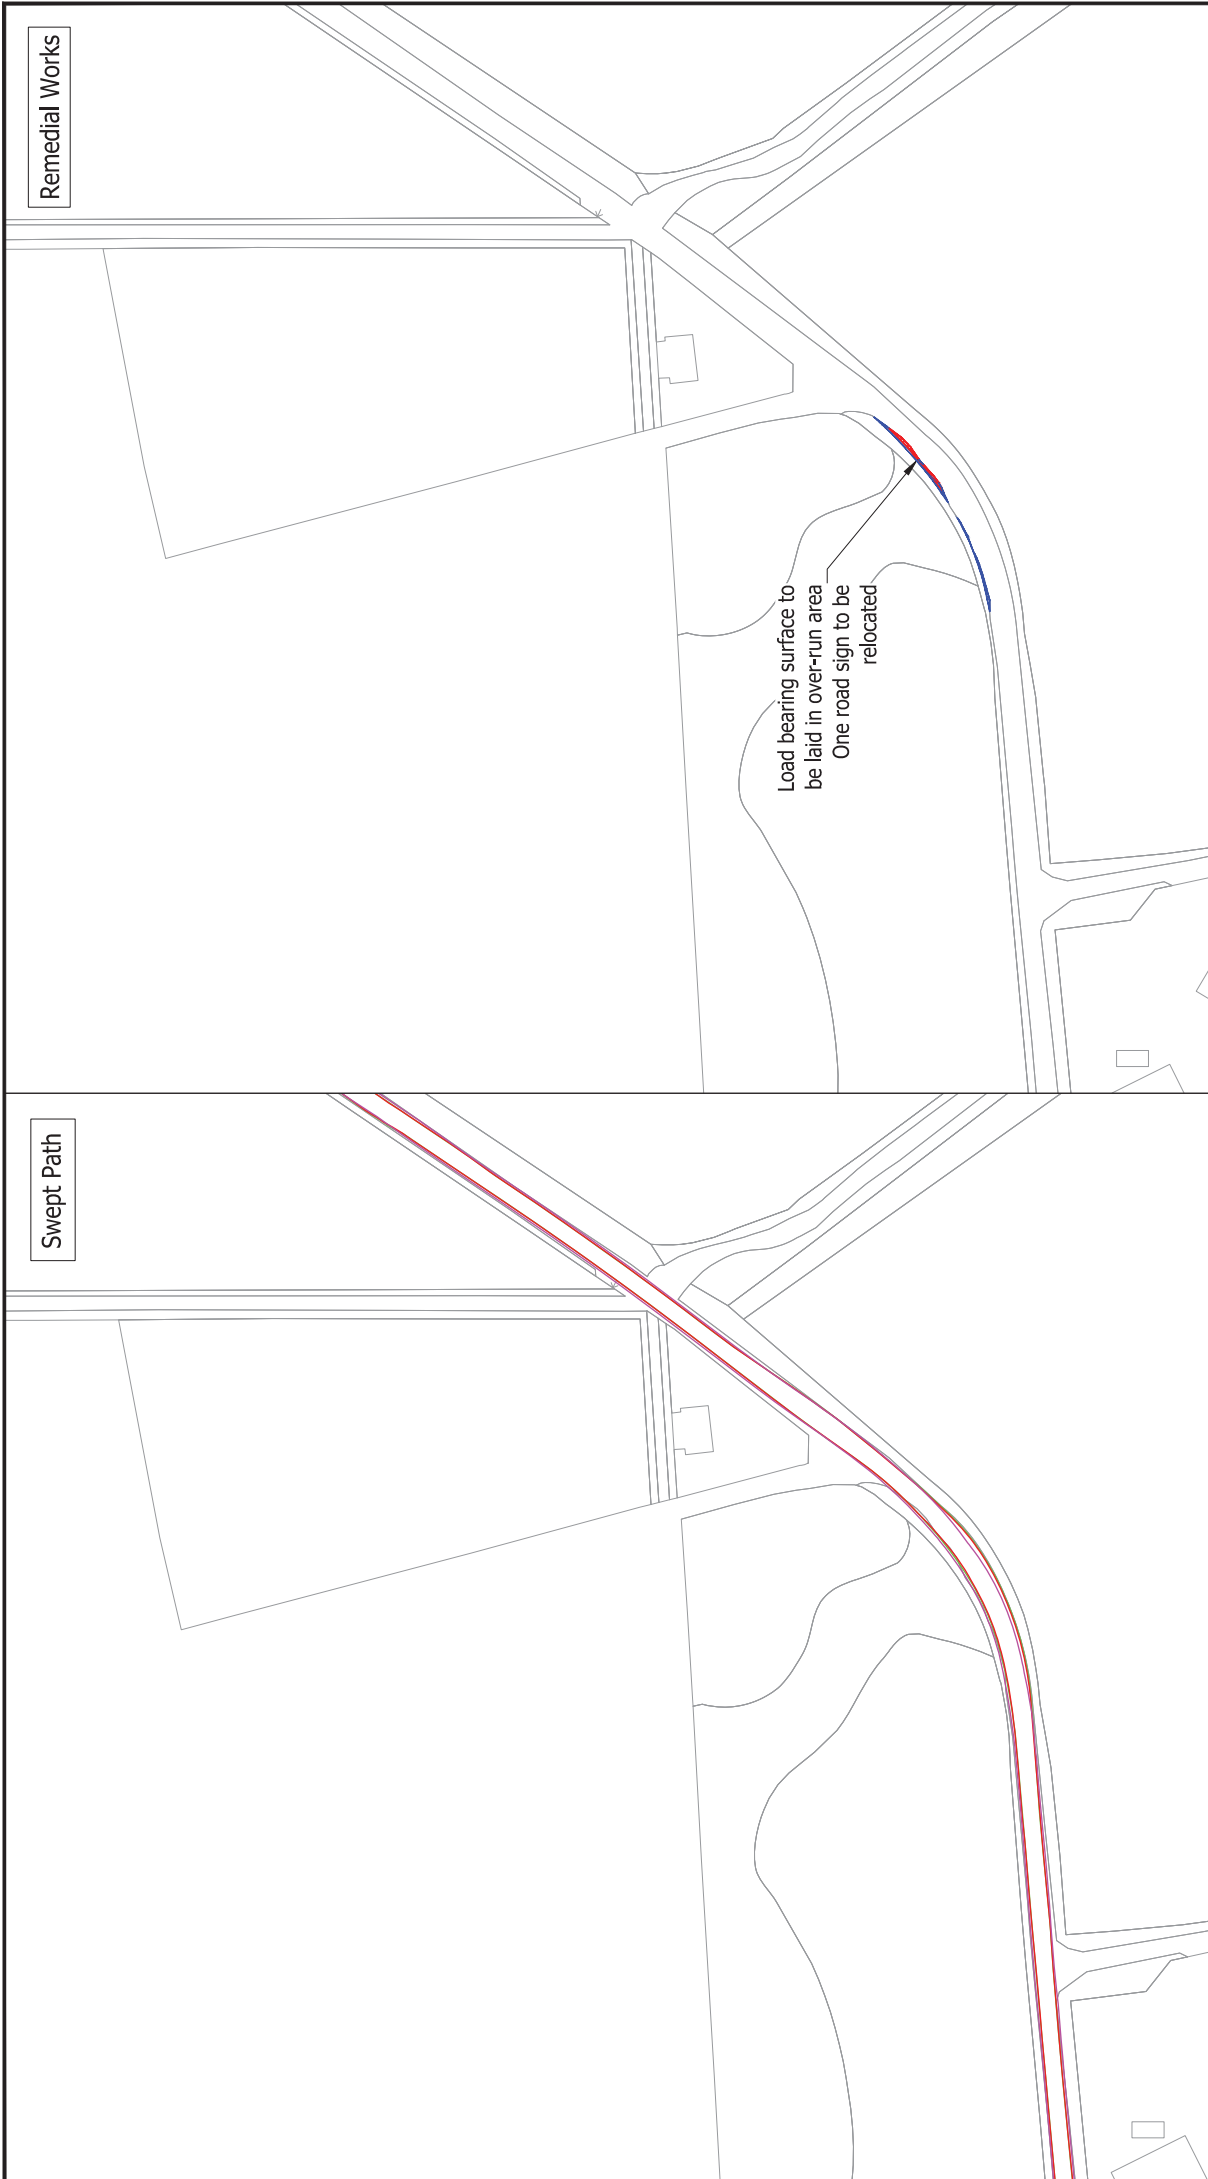 Swept Path
Remedial Works
Load bearing surface to
be laid in over-run area
One road sign to be
relocated